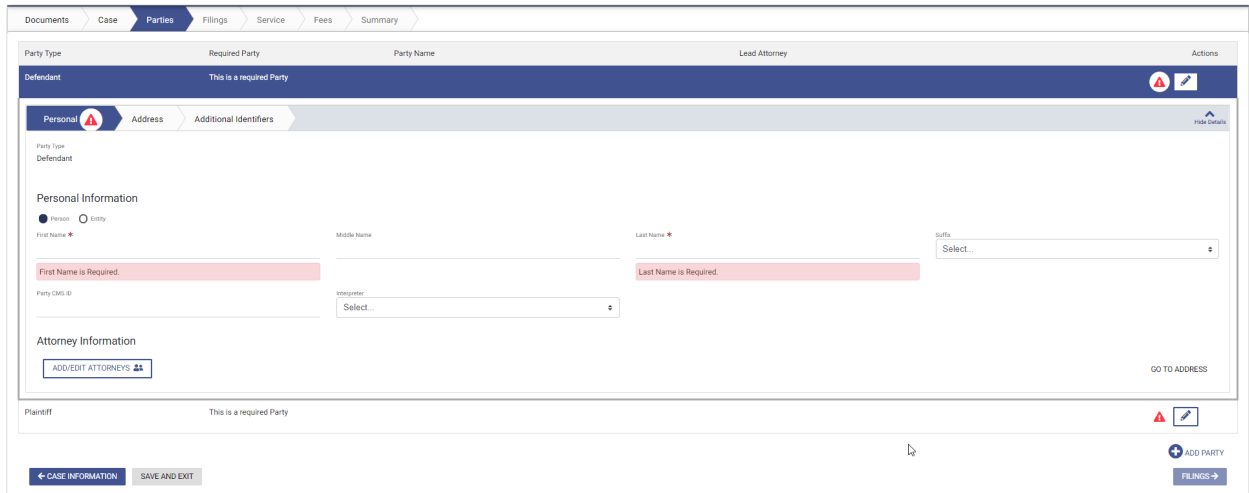 Documents Case Parties Filings Service Fees Summary
Party Type Required Party Party Name Lead Attorney Actions
Defendant This is a required Party
Personal Address Additional Identifiers
Hide Details
Party Type
Defendant
Personal Information
Person Entity
First Name * Middle Name Last Name * Suffix
Select...
First Name is Required. Last Name is Required.
Party CMS ID Interpreter
Select...
Attorney Information
ADD/EDIT ATTORNEYS
GO TO ADDRESS
Plaintiff This is a required Party
ADD PARTY
← CASE INFORMATION SAVE AND EXIT FILINGS →